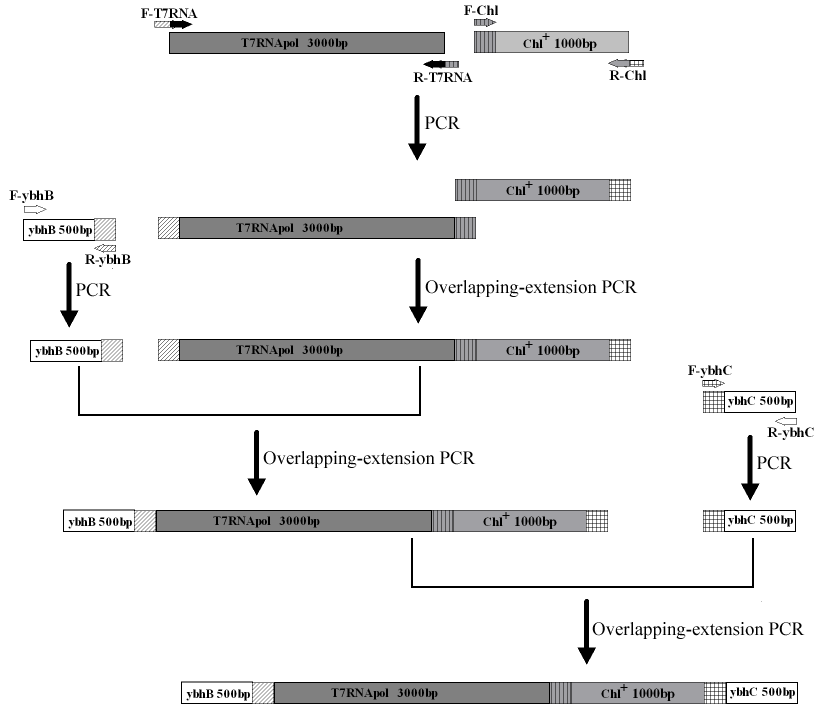 F-T7RNA
F-Chl
T7RNApol 3000bp
Chl+ 1000bp
R-T7RNA
R-Chl
PCR
Chl+ 1000bp
F-ybhB
ybhB 500bp
T7RNApol 3000bp
R-ybhB
PCR
Overlapping-extension PCR
ybhB 500bp
T7RNApol 3000bp
Chl+ 1000bp
F-ybhC
ybhC 500bp
R-ybhC
Overlapping-extension PCR
PCR
ybhB 500bp
T7RNApol 3000bp
Chl+ 1000bp
ybhC 500bp
Overlapping-extension PCR
ybhB 500bp
T7RNApol 3000bp
Chl+ 1000bp
ybhC 500bp